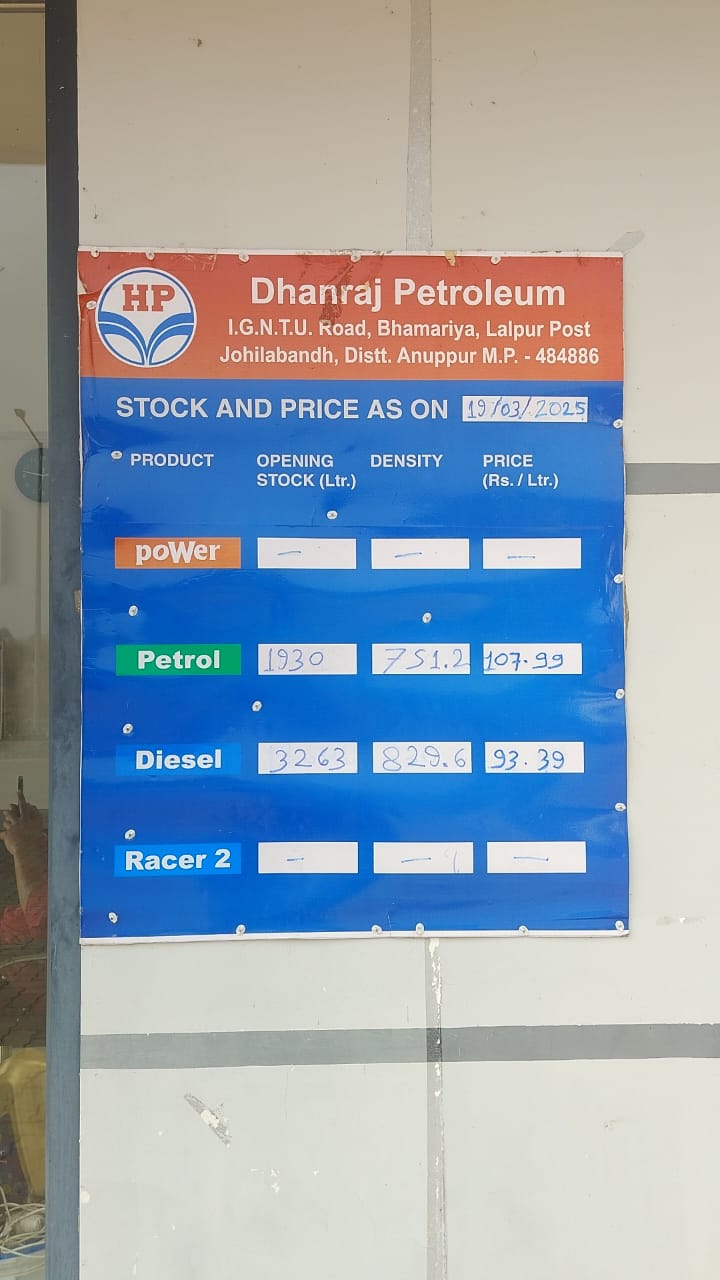 HP
Dhanraj Petroleum
I.G.N.T.U. Road, Bhamariya, Lalpur Post
Johilabandh, Distt. Anuppur M.P. - 484886
STOCK AND PRICE AS ON 19/03/2025
PRODUCT OPENING STOCK (Ltr.) DENSITY PRICE (Rs. / Ltr.)
poWer — — —
Petrol 1930 751.2 107.99
Diesel 3263 829.6 93.39
Racer 2 — — —